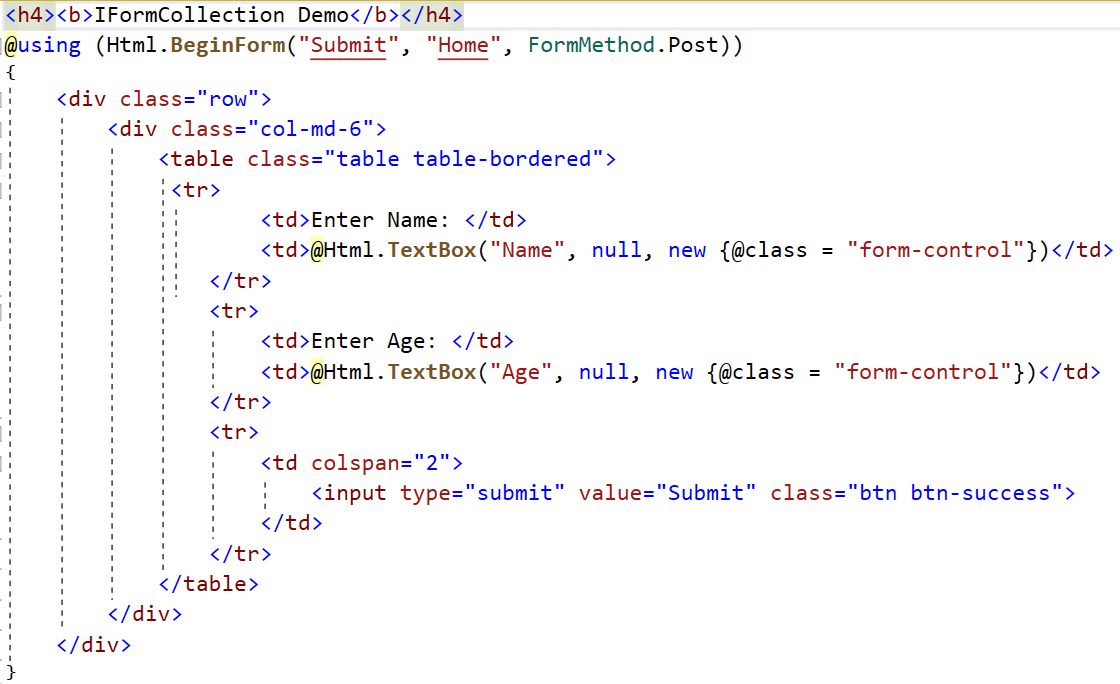 <h4><b>IFormCollection Demo</b></h4>
@using (Html.BeginForm("Submit", "Home", FormMethod.Post))
{
    <div class="row">
        <div class="col-md-6">
            <table class="table table-bordered">
             <tr>
                    <td>Enter Name: </td>
                    <td>@Html.TextBox("Name", null, new {@class = "form-control"})</td>
                </tr>
                <tr>
                    <td>Enter Age: </td>
                    <td>@Html.TextBox("Age", null, new {@class = "form-control"})</td>
                </tr>
                <tr>
                    <td colspan="2">
                        <input type="submit" value="Submit" class="btn btn-success">
                    </td>
                </tr>
            </table>
        </div>
    </div>
}